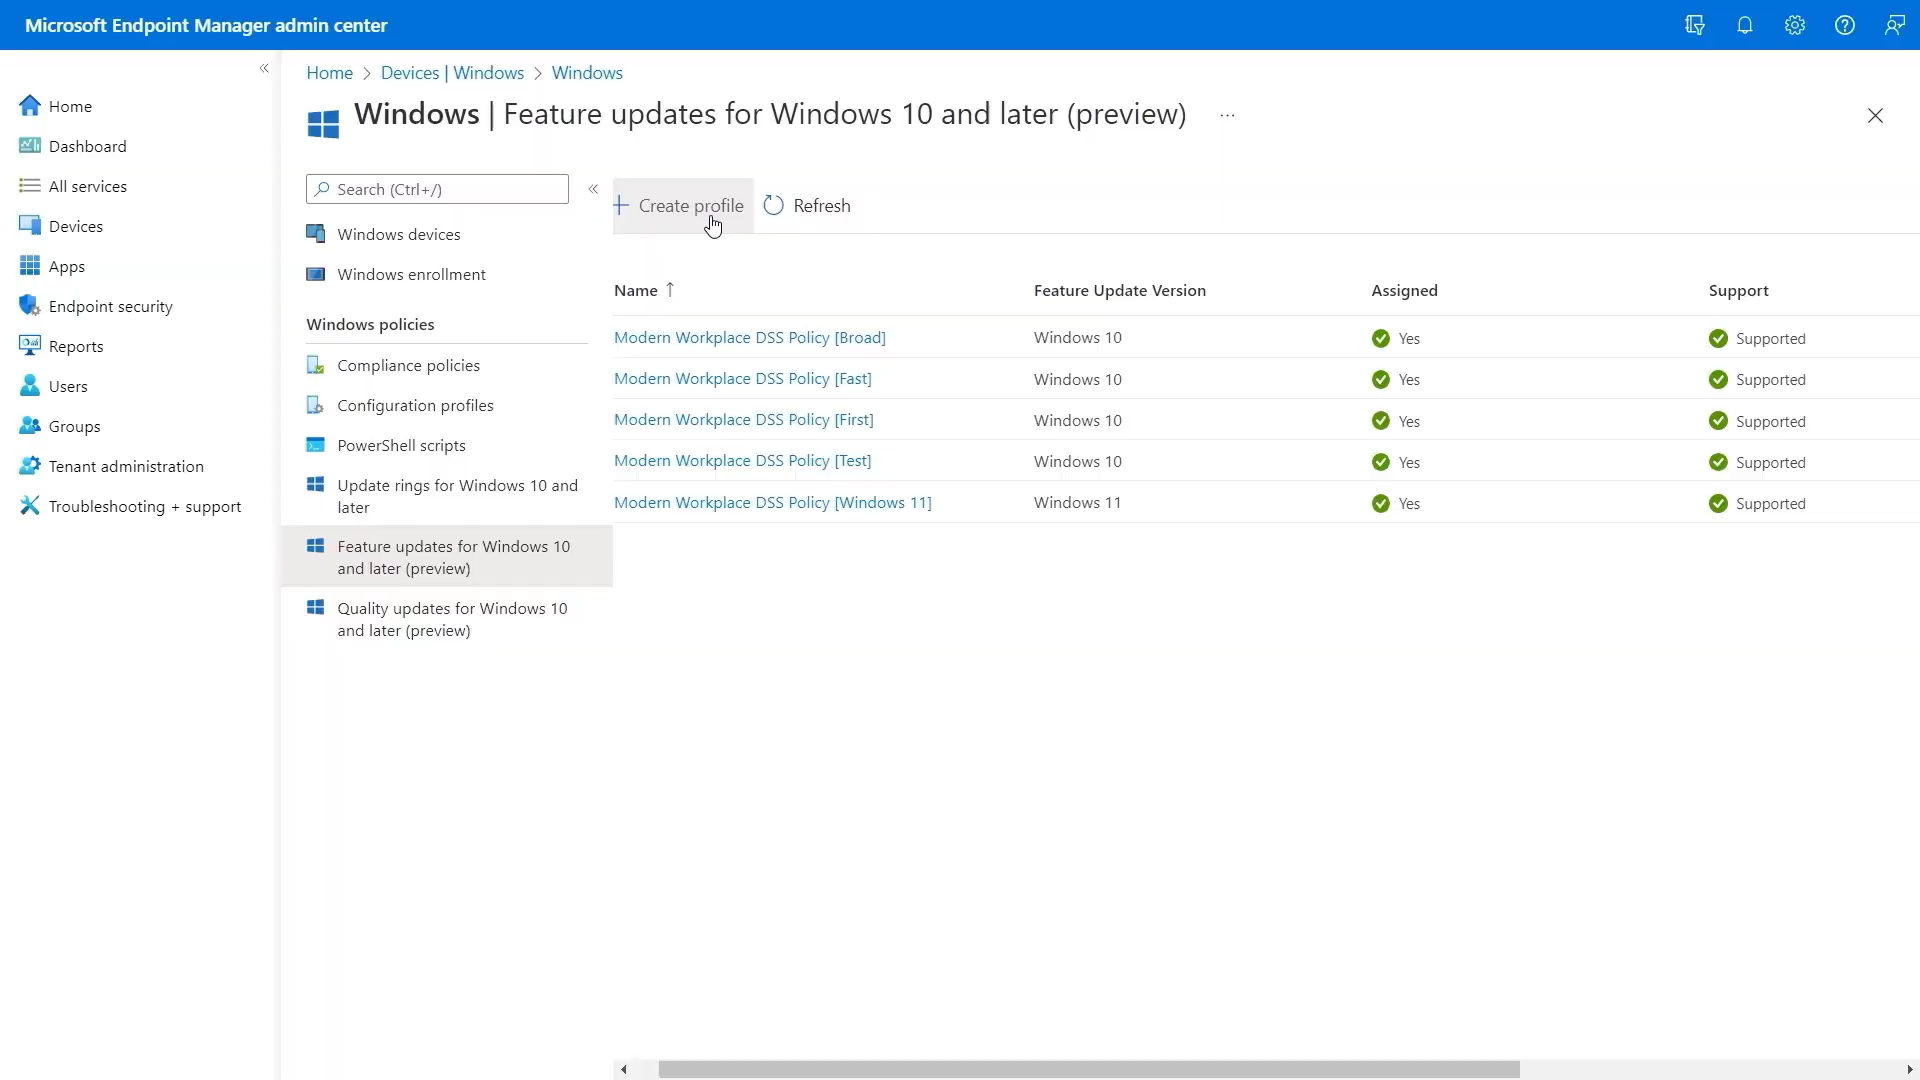 Microsoft Endpoint Manager admin center
Home
Dashboard
All services
Devices
Apps
Endpoint security
Reports
Users
Groups
Tenant administration
Troubleshooting + support
Home > Devices | Windows > Windows
Windows | Feature updates for Windows 10 and later (preview) ...
Search (Ctrl+/)
Windows devices
Windows enrollment
Windows policies
Compliance policies
Configuration profiles
PowerShell scripts
Update rings for Windows 10 and
later
Feature updates for Windows 10
and later (preview)
Quality updates for Windows 10
and later (preview)
+ Create profile Refresh
Name ↑ Feature Update Version Assigned Support
Modern Workplace DSS Policy [Broad] Windows 10 Yes Supported
Modern Workplace DSS Policy [Fast] Windows 10 Yes Supported
Modern Workplace DSS Policy [First] Windows 10 Yes Supported
Modern Workplace DSS Policy [Test] Windows 10 Yes Supported
Modern Workplace DSS Policy [Windows 11] Windows 11 Yes Supported